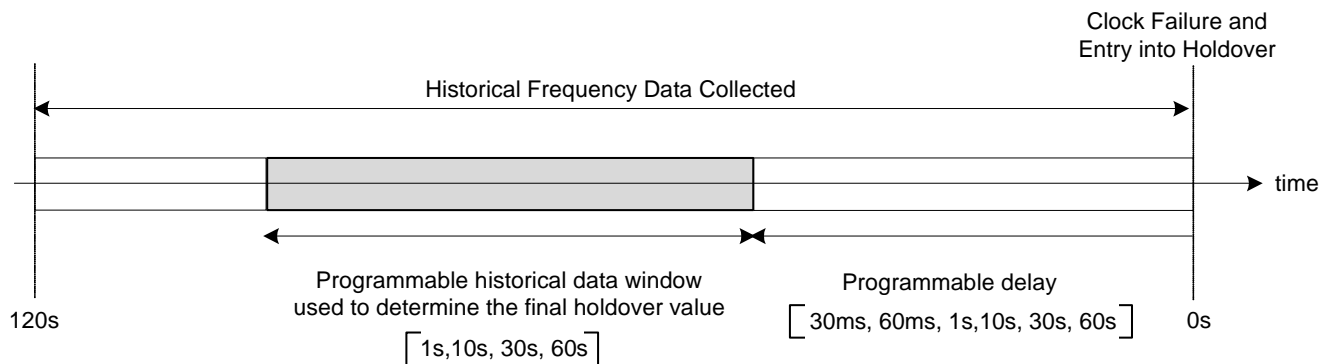 Clock Failure and
Entry into Holdover
Historical Frequency Data Collected
time
Programmable historical data window
used to determine the final holdover value
[ 1s,10s, 30s, 60s ]
Programmable delay
[ 30ms, 60ms, 1s,10s, 30s, 60s ]
120s
0s